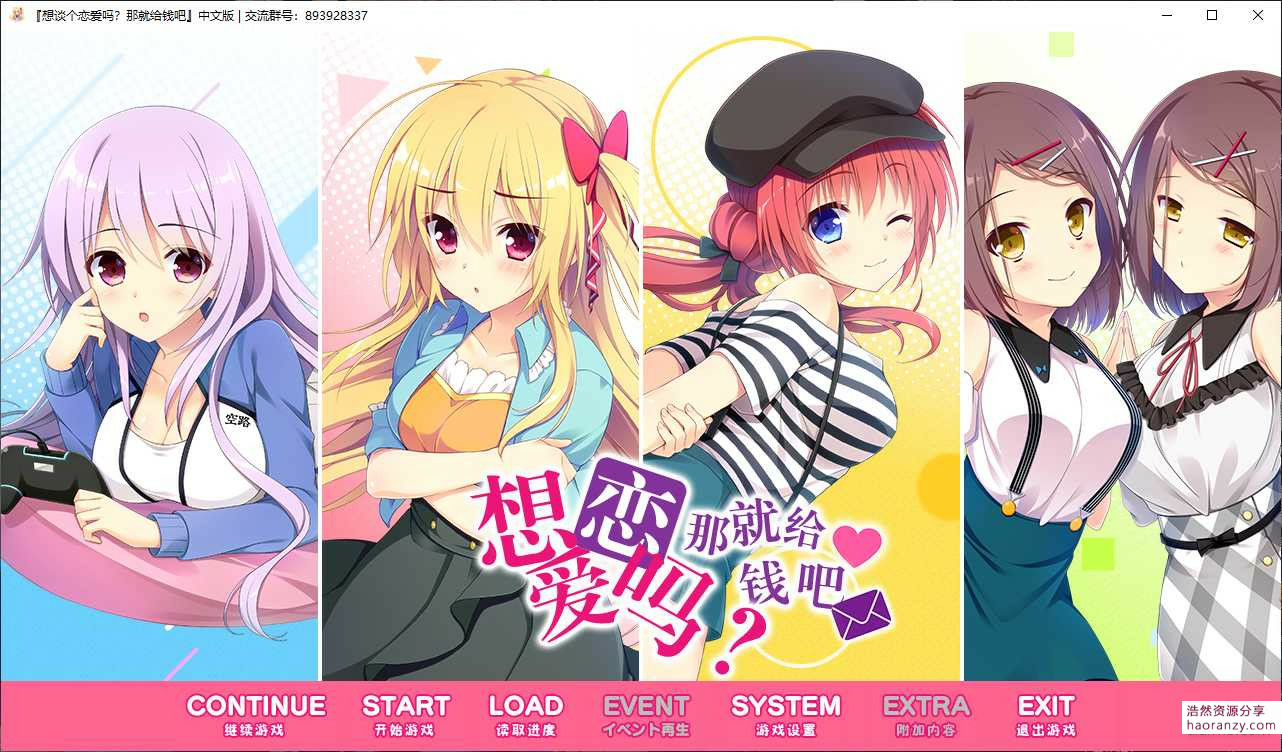 『想谈个恋爱吗？那就给钱吧』中文版 | 交流群号：893928337
空路
想恋爱吗？
那就给钱吧
CONTINUE
继续游戏
START
开始游戏
LOAD
读取进度
EVENT
イベント再生
SYSTEM
游戏设置
EXTRA
附加内容
EXIT
退出游戏
浩然资源分享
haoranzy.com